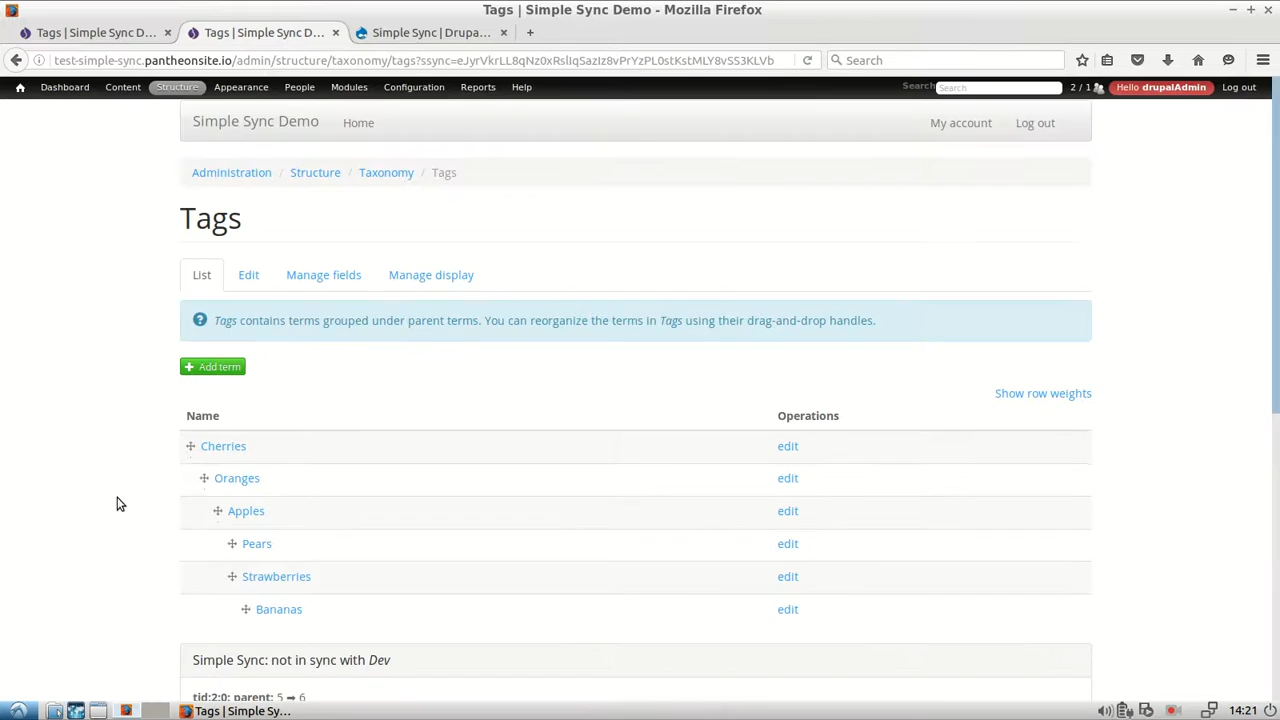 Tags | Simple Sync Demo - Mozilla Firefox
Tags | Simple Sync D...
Tags | Simple Sync D...
Simple Sync | Drupa...
test-simple-sync.pantheonsite.io/admin/structure/taxonomy/tags?ssync=
Search
Dashboard Content Structure Appearance People Modules Configuration Reports Help
Search Search 2 / 1 Hello drupalAdmin Log out
Simple Sync Demo Home My account Log out
Administration / Structure / Taxonomy / Tags
Tags
List Edit Manage fields Manage display
Tags contains terms grouped under parent terms. You can reorganize the terms in Tags using their drag-and-drop handles.
Add term
Show row weights
Name Operations
Cherries edit
Oranges edit
Apples edit
Pears edit
Strawberries edit
Bananas edit
Simple Sync: not in sync with Dev
tid:2:0: parent: 5 ➡ 6
Tags | Simple Sy...
14:21